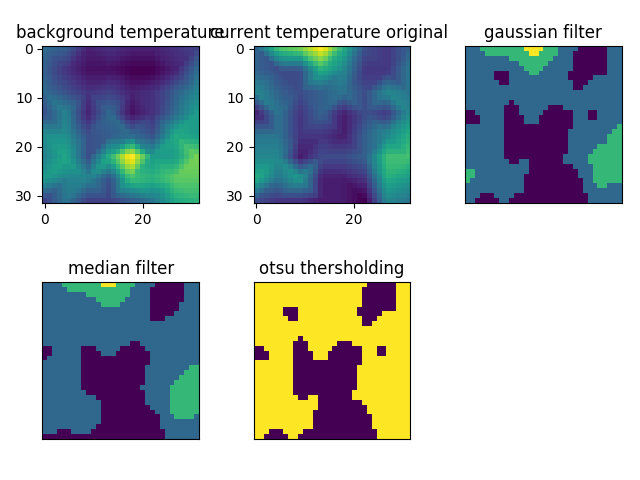 background temperature
current temperature original
gaussian filter
0
10
20
30
0
20
0
10
20
30
0
20
median filter
otsu thersholding